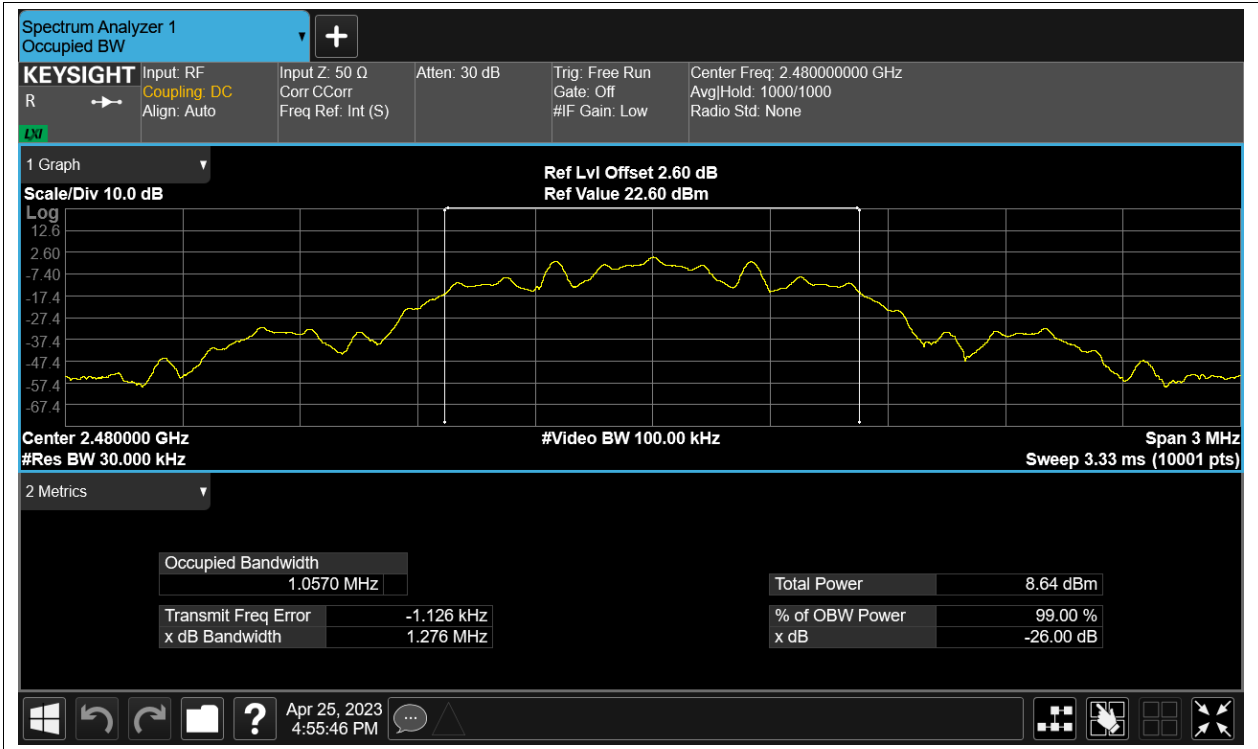 Spectrum Analyzer 1
Occupied BW
KEYSIGHT
R
LXI
Input: RF
Coupling: DC
Align: Auto
Input Z: 50 Ω
Corr CCorr
Freq Ref: Int (S)
Atten: 30 dB
Trig: Free Run
Gate: Off
#IF Gain: Low
Center Freq: 2.480000000 GHz
Avg|Hold: 1000/1000
Radio Std: None
1 Graph
Scale/Div 10.0 dB
Ref Lvl Offset 2.60 dB
Ref Value 22.60 dBm
Log
12.6
2.60
-7.40
-17.4
-27.4
-37.4
-47.4
-57.4
-67.4
Center 2.480000 GHz
#Video BW 100.00 kHz
Span 3 MHz
#Res BW 30.000 kHz
Sweep 3.33 ms (10001 pts)
2 Metrics
Occupied Bandwidth
1.0570 MHz
Transmit Freq Error -1.126 kHz
x dB Bandwidth 1.276 MHz
Total Power 8.64 dBm
% of OBW Power 99.00 %
x dB -26.00 dB
?
Apr 25, 2023
4:55:46 PM